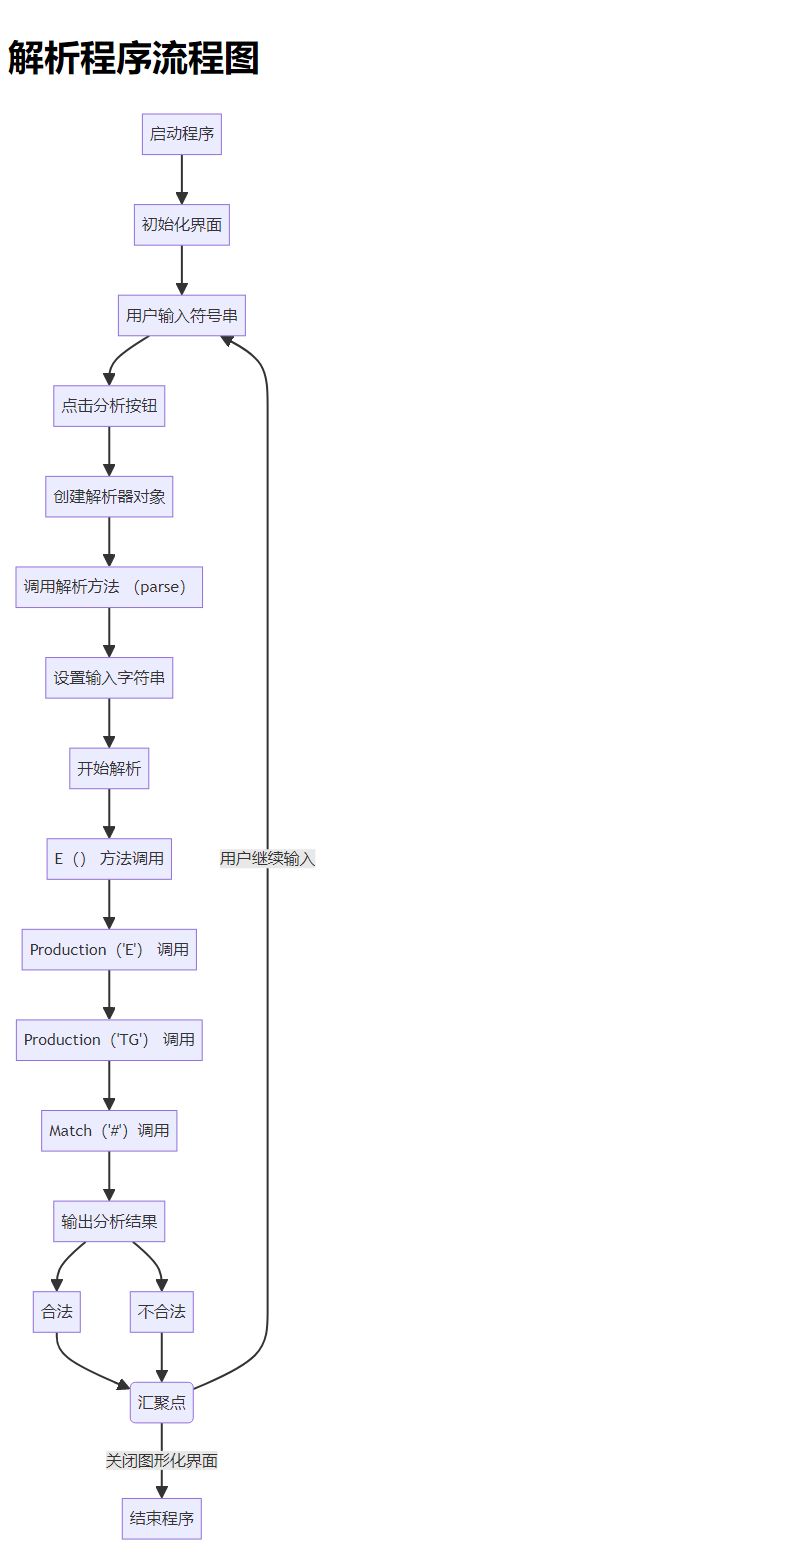 解析程序流程图
启动程序
初始化界面
用户输入符号串
点击分析按钮
创建解析器对象
调用解析方法 （parse）
设置输入字符串
开始解析
E（） 方法调用
用户继续输入
Production（'E'） 调用
Production（'TG'） 调用
Match（'#'）调用
输出分析结果
合法
不合法
汇聚点
关闭图形化界面
结束程序